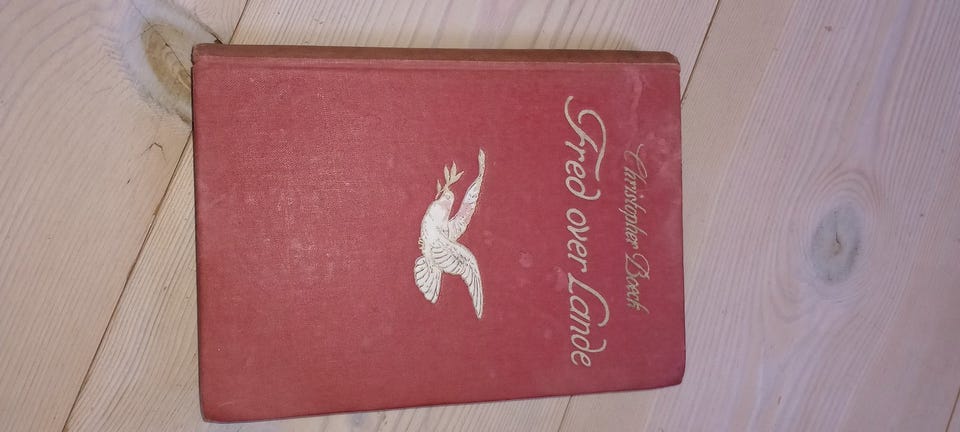 Christopher Boeck
Fred over Lande